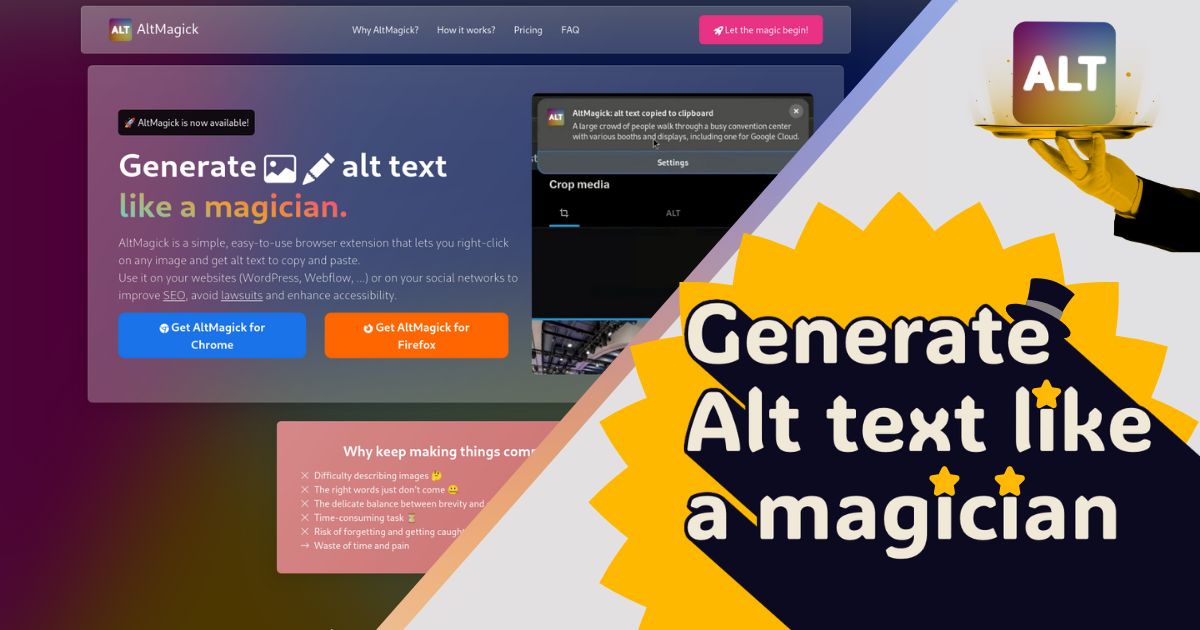 ALT AltMagick
Why AltMagick? How it works? Pricing FAQ
Let the magic begin!
🚀 AltMagick is now available!
Generate alt text
like a magician.
AltMagick is a simple, easy-to-use browser extension that lets you right-click
on any image and get alt text to copy and paste.
Use it on your websites (WordPress, Webflow, ...) or on your social networks to
improve SEO, avoid lawsuits and enhance accessibility.
Get AltMagick for
Chrome
Get AltMagick for
Firefox
ALT
AltMagick: alt text copied to clipboard
A large crowd of people walk through a busy convention center
with various booths and displays, including one for Google Cloud.
Settings
Crop media
ALT
Why keep making things
× Difficulty describing images 🤔
× The right words just don't come 😐
× The delicate balance between brevity and
× Time-consuming task ⏳
× Risk of forgetting and getting caught
→ Waste of time and pain
ALT
Generate
Alt text like
a magician